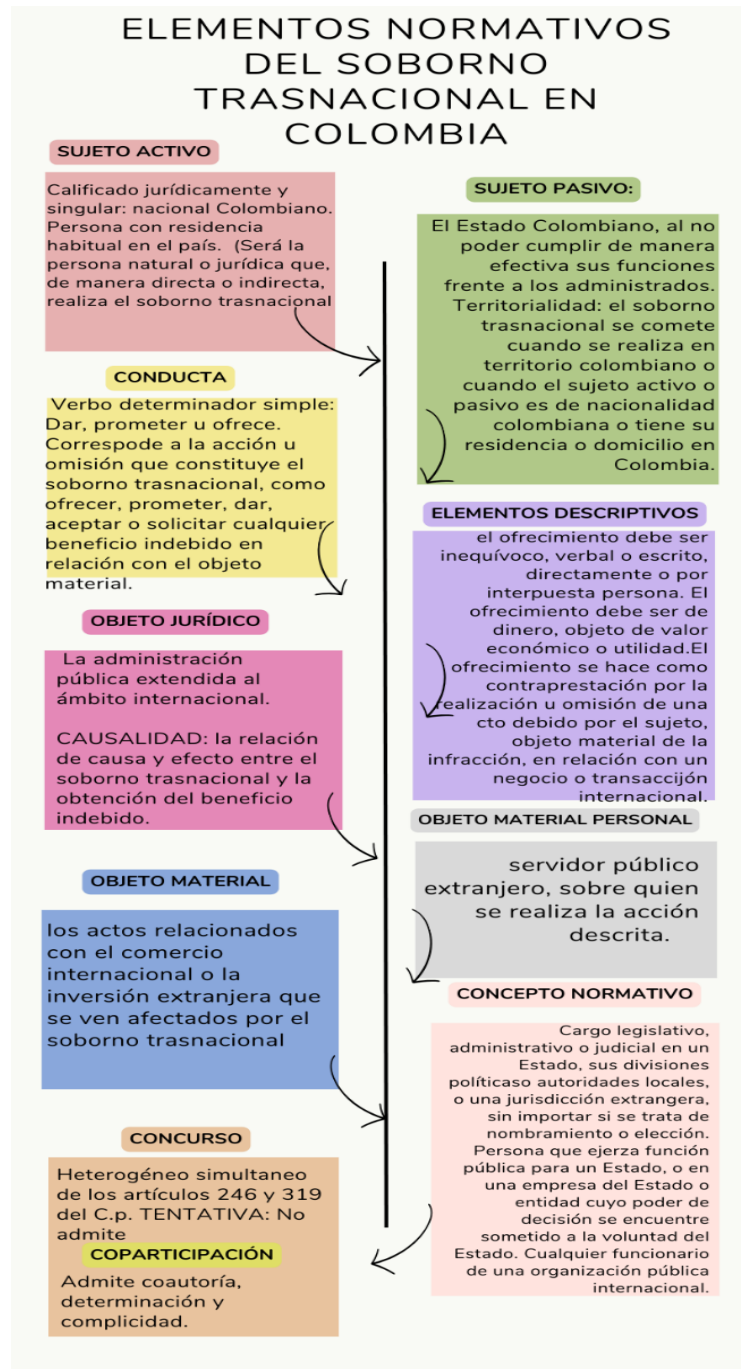 ELEMENTOS NORMATIVOS
DEL SOBORNO
TRASNACIONAL EN
COLOMBIA
SUJETO ACTIVO
Calificado jurídicamente y
singular: nacional Colombiano.
Persona con residencia
habitual en el país. (Será la
persona natural o jurídica que,
de manera directa o indirecta,
realiza el soborno trasnacional
SUJETO PASIVO:
El Estado Colombiano, al no
poder cumplir de manera
efectiva sus funciones
frente a los administrados.
Territorialidad: el soborno
trasnacional se comete
cuando se realiza en
territorio colombiano o
cuando el sujeto activo o
pasivo es de nacionalidad
colombiana o tiene su
residencia o domicilio en
Colombia.
CONDUCTA
Verbo determinador simple:
Dar, prometer u ofrece.
Correspode a la acción u
omisión que constituye el
soborno trasnacional, como
ofrecer, prometer, dar,
aceptar o solicitar cualquier
beneficio indebido en
relación con el objeto
material.
ELEMENTOS DESCRIPTIVOS
el ofrecimiento debe ser
inequívoco, verbal o escrito,
directamente o por
interpuesta persona. El
ofrecimiento debe ser de
dinero, objeto de valor
económico o utilidad.El
ofrecimiento se hace como
contraprestación por la
realización u omisión de una
cto debido por el sujeto,
objeto material de la
infracción, en relación con un
negocio o transaccijón
internacional.
OBJETO JURÍDICO
La administración
pública extendida al
ámbito internacional.
CAUSALIDAD: la relación
de causa y efecto entre el
soborno trasnacional y la
obtención del beneficio
indebido.
OBJETO MATERIAL PERSONAL
servidor público
extranjero, sobre quien
se realiza la acción
descrita.
OBJETO MATERIAL
los actos relacionados
con el comercio
internacional o la
inversión extranjera que
se ven afectados por el
soborno trasnacional
CONCEPTO NORMATIVO
Cargo legislativo,
administrativo o judicial en un
Estado, sus divisiones
políticaso autoridades locales,
o una jurisdicción extrangera,
sin importar si se trata de
nombramiento o elección.
Persona que ejerza función
pública para un Estado, o en
una empresa del Estado o
entidad cuyo poder de
decisión se encuentre
sometido a la voluntad del
Estado. Cualquier funcionario
de una organización pública
internacional.
CONCURSO
Heterogéneo simultaneo
de los artículos 246 y 319
del C.p. TENTATIVA: No
admite
COPARTICIPACIÓN
Admite coautoría,
determinación y
complicidad.